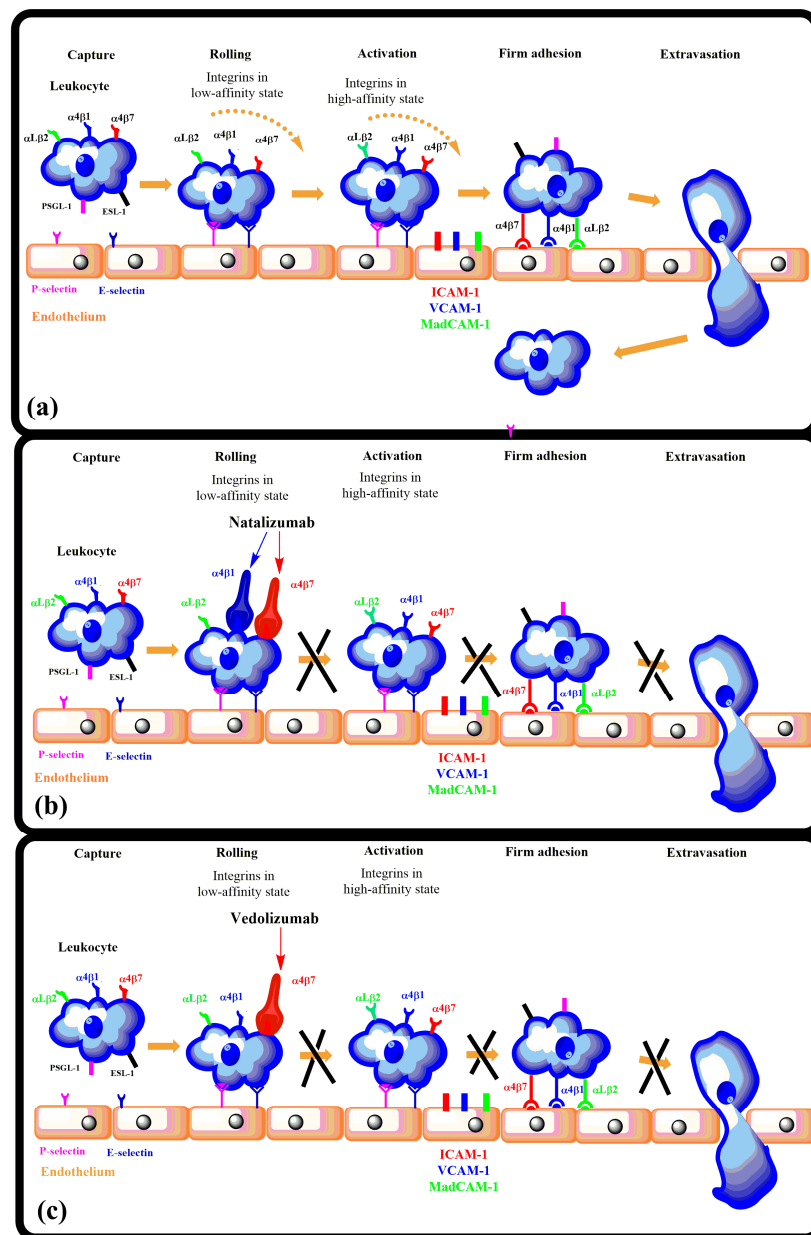 Capture
Rolling
Activation
Firm adhesion
Extravasation
Leukocyte
Integrins in
low-affinity state
Integrins in
high-affinity state
αLβ2
α4β1
α4β7
αLβ2
α4β1
α4β7
αLβ2
α4β1
α4β7
PSGL-1
ESL-1
α4β7
α4β1
αLβ2
P-selectin
E-selectin
ICAM-1
VCAM-1
MadCAM-1
Endothelium
(a)
Capture
Rolling
Activation
Firm adhesion
Extravasation
Integrins in
low-affinity state
Integrins in
high-affinity state
Natalizumab
Leukocyte
αLβ2
α4β1
α4β7
αLβ2
α4β1
α4β7
αLβ2
α4β1
α4β7
PSGL-1
ESL-1
α4β7
α4β1
αLβ2
P-selectin
E-selectin
ICAM-1
VCAM-1
MadCAM-1
Endothelium
(b)
Capture
Rolling
Activation
Firm adhesion
Extravasation
Integrins in
low-affinity state
Integrins in
high-affinity state
Vedolizumab
Leukocyte
αLβ2
α4β1
α4β7
αLβ2
α4β1
α4β7
αLβ2
α4β1
α4β7
PSGL-1
ESL-1
α4β7
α4β1
αLβ2
P-selectin
E-selectin
ICAM-1
VCAM-1
MadCAM-1
Endothelium
(c)